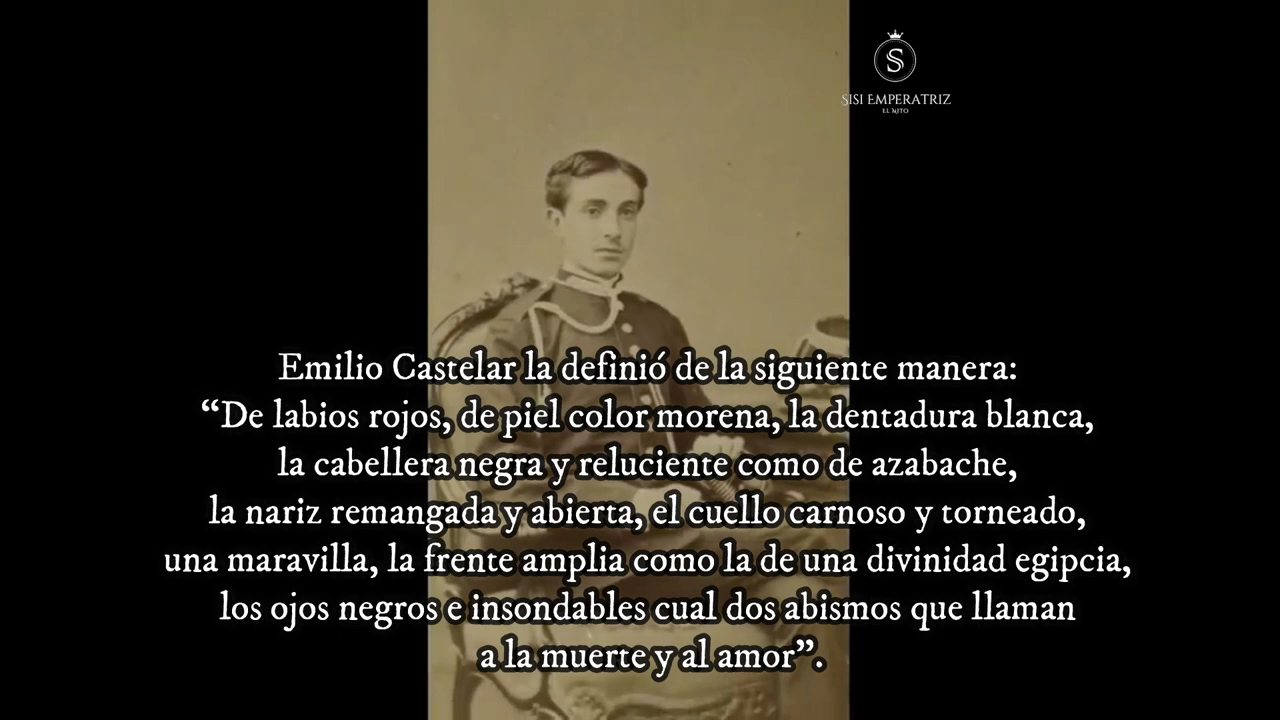 S
SISI EMPERATRIZ
EL MITO
Emilio Castelar la definió de la siguiente manera:
“De labios rojos, de piel color morena, la dentadura blanca,
la cabellera negra y reluciente como de azabache,
la nariz remangada y abierta, el cuello carnoso y torneado,
una maravilla, la frente amplia como la de una divinidad egipcia,
los ojos negros e insondables cual dos abismos que llaman
a la muerte y al amor”.